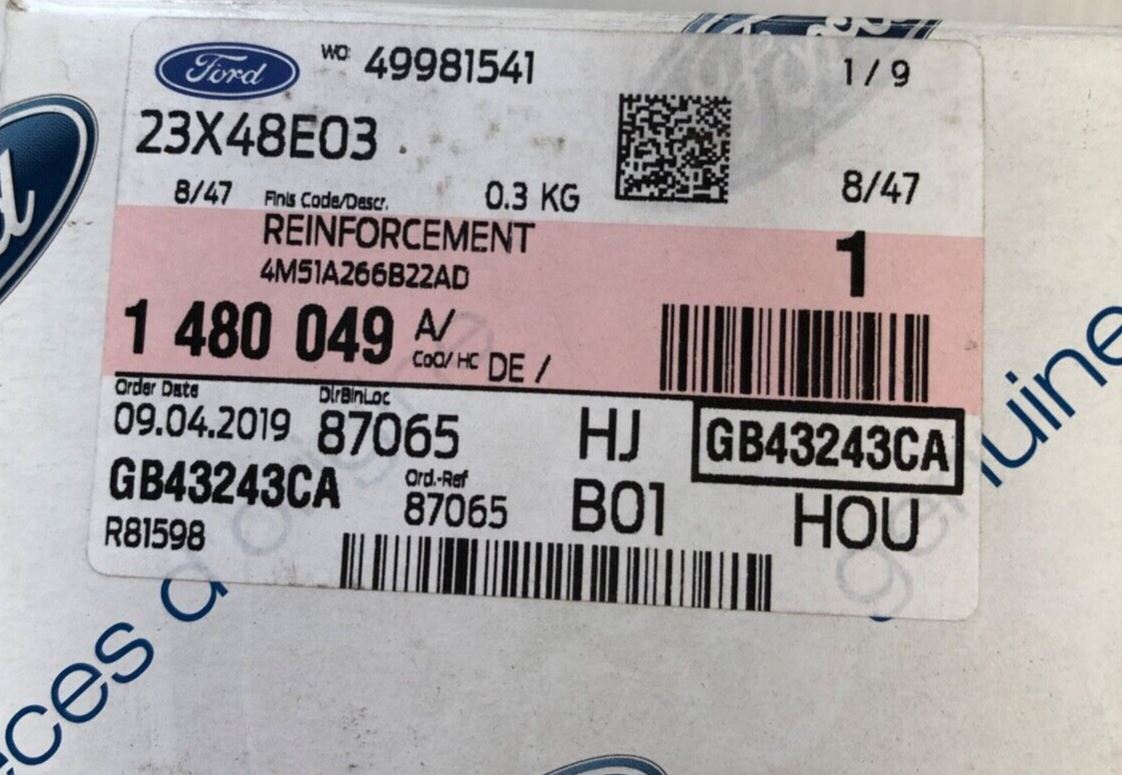 Ford WO: 49981541 1/9
23X48E03
8/47 Finis Code/Descr. 0.3 KG 8/47
REINFORCEMENT 1
4M51A266B22AD
1 480 049 A/ CoO/HC DE /
Order Date DlrBinLoc
09.04.2019 87065 HJ GB43243CA
GB43243CA Ord.-Ref 87065 B01 HOU
R81598
genuine